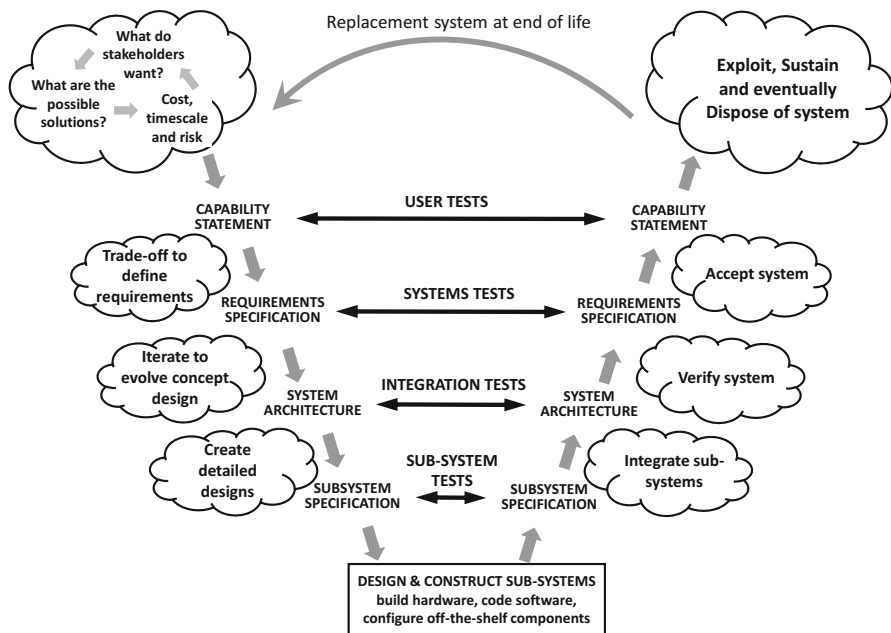 Replacement system at end of life
What do
stakeholders
want?
What are the
possible
solutions?
Cost,
timescale
and risk
Exploit, Sustain
and eventually
Dispose of system
CAPABILITY
STATEMENT
USER TESTS
CAPABILITY
STATEMENT
Trade-off to
define
requirements
Accept system
REQUIREMENTS
SPECIFICATION
SYSTEMS TESTS
REQUIREMENTS
SPECIFICATION
Iterate to
evolve concept
design
Verify system
SYSTEM
ARCHITECTURE
INTEGRATION TESTS
SYSTEM
ARCHITECTURE
Create
detailed
designs
Integrate sub-
systems
SUBSYSTEM
SPECIFICATION
SUB-SYSTEM
TESTS
SUBSYSTEM
SPECIFICATION
DESIGN & CONSTRUCT SUB-SYSTEMS
build hardware, code software,
configure off-the-shelf components